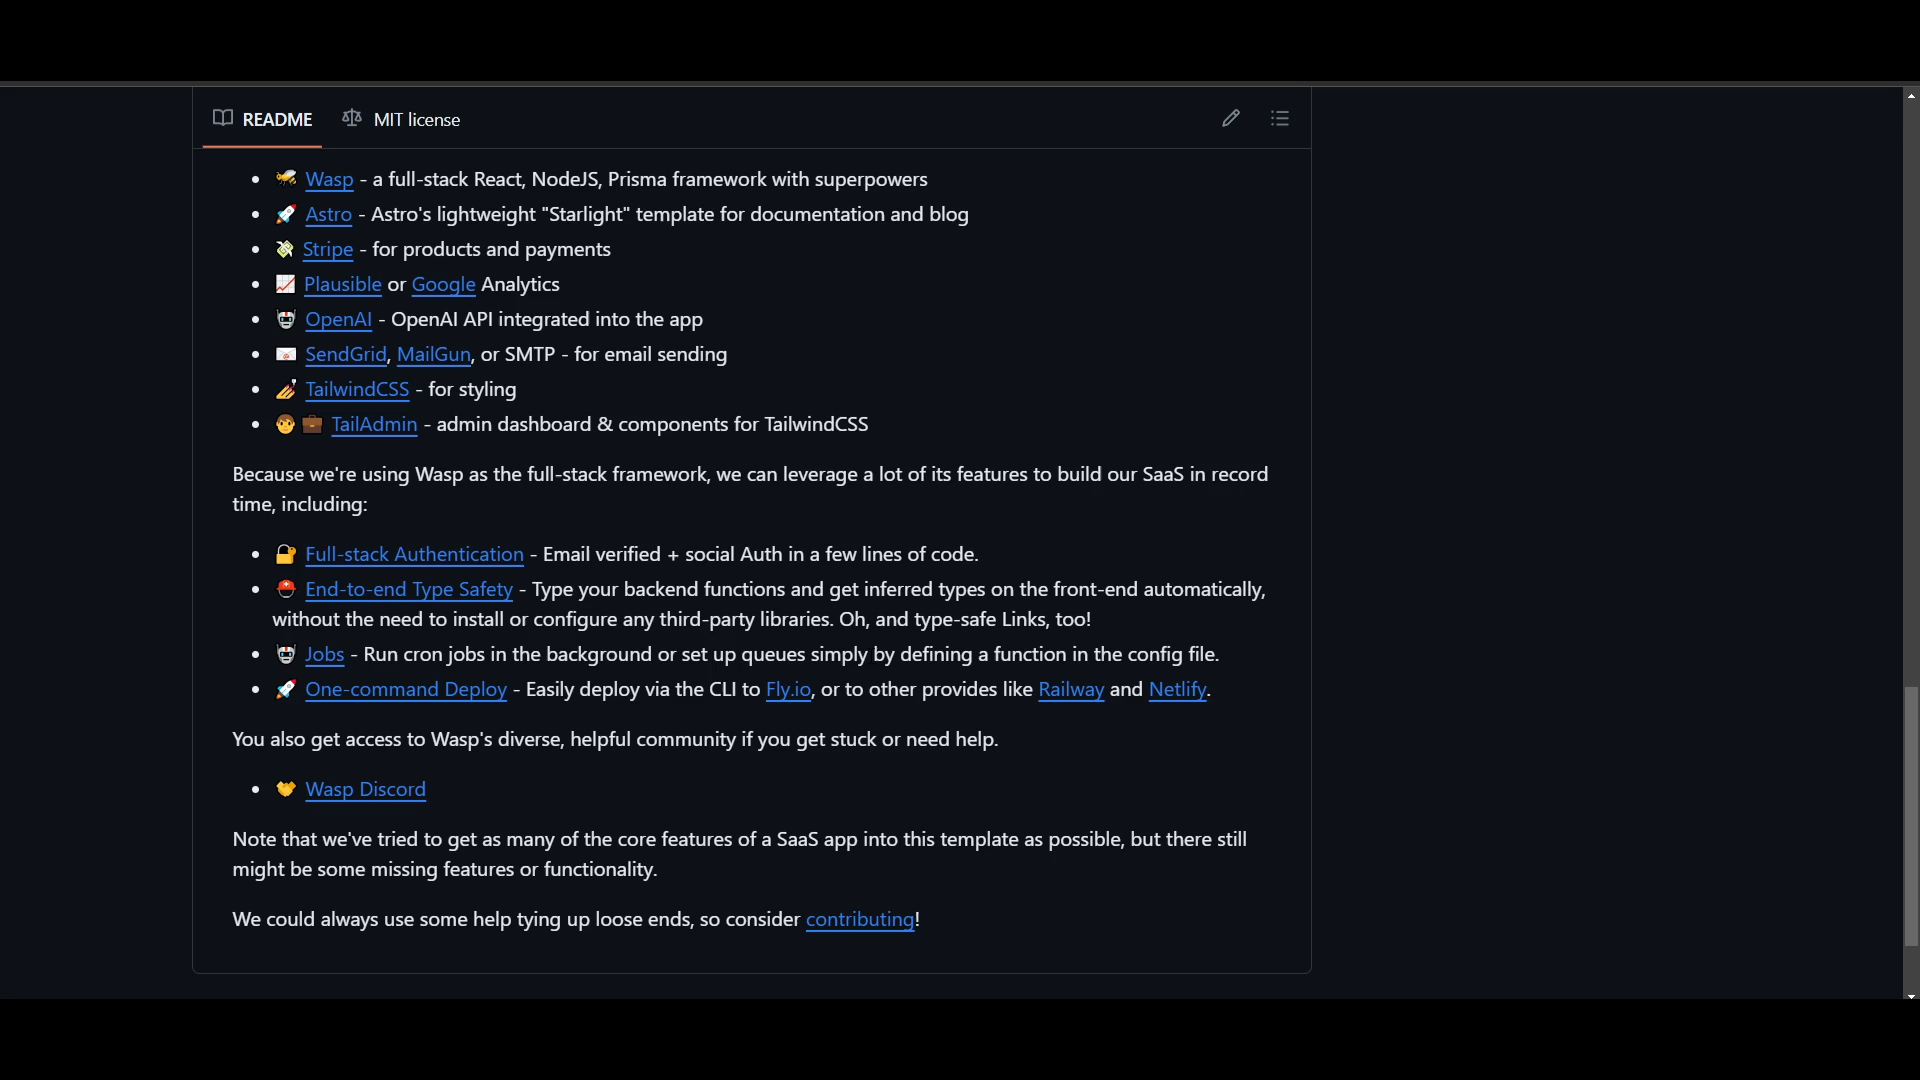 README MIT license
Wasp - a full-stack React, NodeJS, Prisma framework with superpowers
Astro - Astro's lightweight "Starlight" template for documentation and blog
Stripe - for products and payments
Plausible or Google Analytics
OpenAI - OpenAI API integrated into the app
SendGrid, MailGun, or SMTP - for email sending
TailwindCSS - for styling
TailAdmin - admin dashboard & components for TailwindCSS
Because we're using Wasp as the full-stack framework, we can leverage a lot of its features to build our SaaS in record
time, including:
Full-stack Authentication - Email verified + social Auth in a few lines of code.
End-to-end Type Safety - Type your backend functions and get inferred types on the front-end automatically,
without the need to install or configure any third-party libraries. Oh, and type-safe Links, too!
Jobs - Run cron jobs in the background or set up queues simply by defining a function in the config file.
One-command Deploy - Easily deploy via the CLI to Fly.io, or to other provides like Railway and Netlify.
You also get access to Wasp's diverse, helpful community if you get stuck or need help.
Wasp Discord
Note that we've tried to get as many of the core features of a SaaS app into this template as possible, but there still
might be some missing features or functionality.
We could always use some help tying up loose ends, so consider contributing!